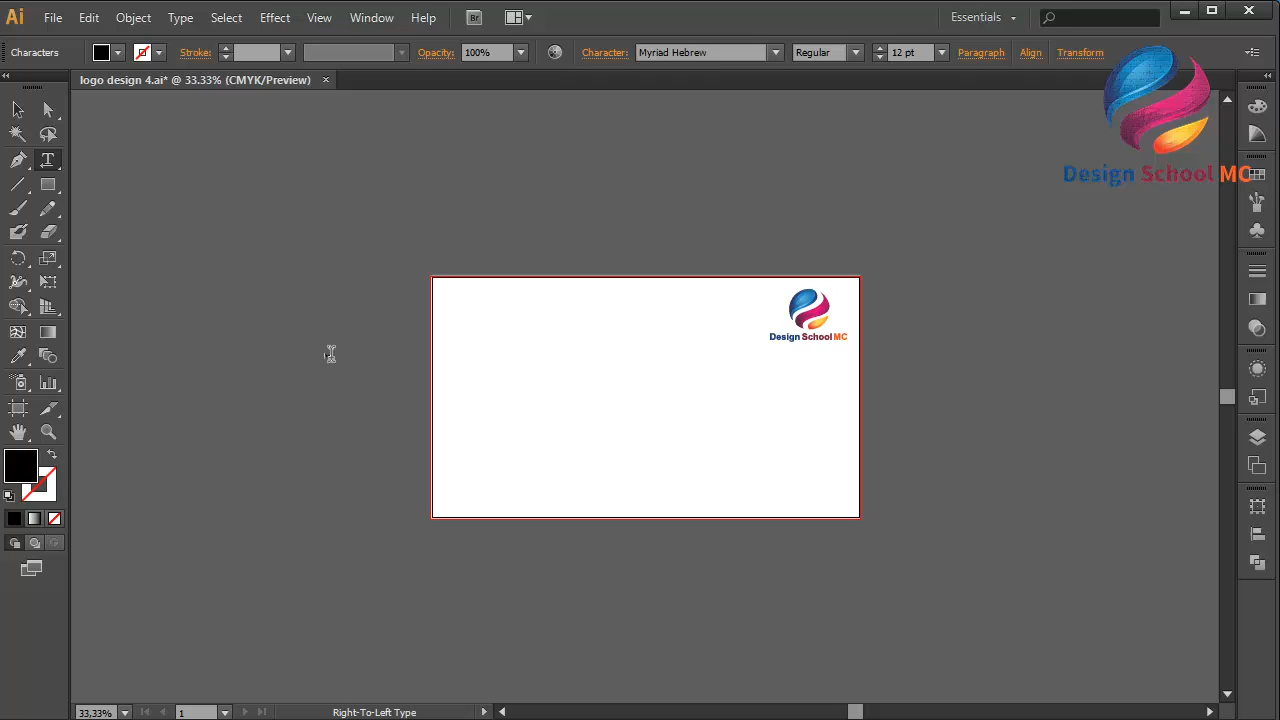 Ai File Edit Object Type Select Effect View Window Help Br Essentials
Characters Stroke: Opacity: 100% Character: Myriad Hebrew Regular 12 pt Paragraph Align Transform
logo design 4.ai* @ 33.33% (CMYK/Preview)
Design School MC
Design School MC
33,33% 1 Right-To-Left Type